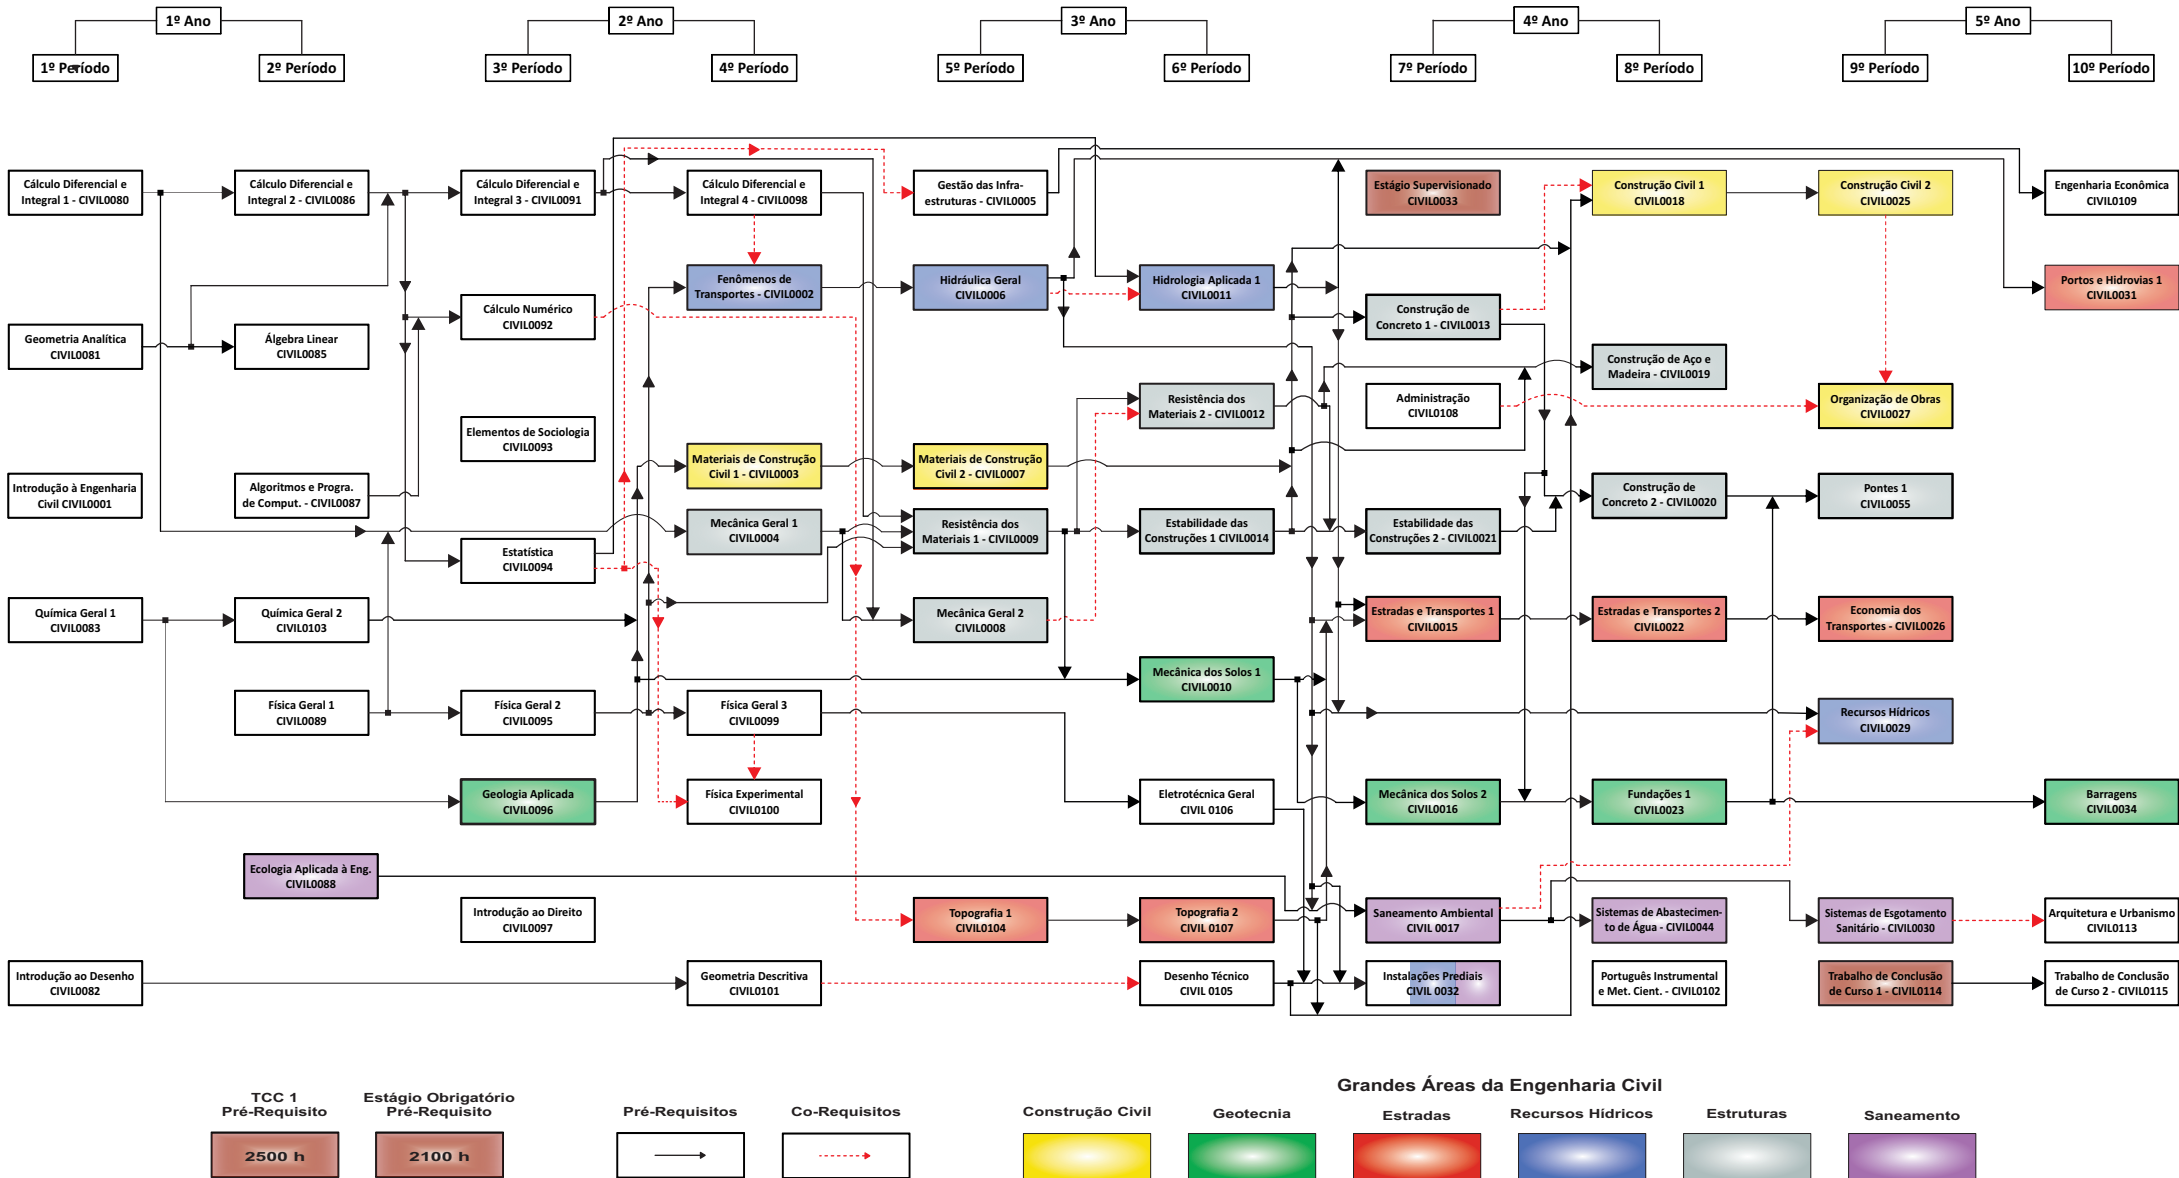 1º Ano
2º Ano
3º Ano
4º Ano
5º Ano
1º Período
2º Período
3º Período
4º Período
5º Período
6º Período
7º Período
8º Período
9º Período
10º Período
Cálculo Diferencial e
Integral 1 - CIVIL0080
Cálculo Diferencial e
Integral 2 - CIVIL0086
Cálculo Diferencial e
Integral 3 - CIVIL0091
Cálculo Diferencial e
Integral 4 - CIVIL0098
Gestão das Infra-
estruturas - CIVIL0005
Estágio Supervisionado
CIVIL0033
Construção Civil 1
CIVIL0018
Construção Civil 2
CIVIL0025
Engenharia Econômica
CIVIL0109
Fenômenos de
Transportes - CIVIL0002
Hidráulica Geral
CIVIL0006
Hidrologia Aplicada 1
CIVIL0011
Portos e Hidrovias 1
CIVIL0031
Geometria Analítica
CIVIL0081
Álgebra Linear
CIVIL0085
Cálculo Numérico
CIVIL0092
Construção de
Concreto 1 - CIVIL0013
Construção de Aço e
Madeira - CIVIL0019
Elementos de Sociologia
CIVIL0093
Resistência dos
Materiais 2 - CIVIL0012
Administração
CIVIL0108
Organização de Obras
CIVIL0027
Introdução à Engenharia
Civil CIVIL0001
Algoritmos e Progra.
de Comput. - CIVIL0087
Materiais de Construção
Civil 1 - CIVIL0003
Materiais de Construção
Civil 2 - CIVIL0007
Construção de
Concreto 2 - CIVIL0020
Pontes 1
CIVIL0055
Estatística
CIVIL0094
Mecânica Geral 1
CIVIL0004
Resistência dos
Materiais 1 - CIVIL0009
Estabilidade das
Construções 1 CIVIL0014
Estabilidade das
Construções 2 - CIVIL0021
Química Geral 1
CIVIL0083
Química Geral 2
CIVIL0103
Mecânica Geral 2
CIVIL0008
Estradas e Transportes 1
CIVIL0015
Estradas e Transportes 2
CIVIL0022
Economia dos
Transportes - CIVIL0026
Mecânica dos Solos 1
CIVIL0010
Física Geral 1
CIVIL0089
Física Geral 2
CIVIL0095
Física Geral 3
CIVIL0099
Recursos Hídricos
CIVIL0029
Geologia Aplicada
CIVIL0096
Física Experimental
CIVIL0100
Eletrotécnica Geral
CIVIL 0106
Mecânica dos Solos 2
CIVIL0016
Fundações 1
CIVIL0023
Barragens
CIVIL0034
Ecologia Aplicada à Eng.
CIVIL0088
Introdução ao Direito
CIVIL0097
Topografia 1
CIVIL0104
Topografia 2
CIVIL 0107
Saneamento Ambiental
CIVIL 0017
Sistemas de Abastecimen-
to de Água - CIVIL0044
Sistemas de Esgotamento
Sanitário - CIVIL0030
Arquitetura e Urbanismo
CIVIL0113
Introdução ao Desenho
CIVIL0082
Geometria Descritiva
CIVIL0101
Desenho Técnico
CIVIL 0105
Instalações Prediais
CIVIL 0032
Português Instrumental
e Met. Cient. - CIVIL0102
Trabalho de Conclusão
de Curso 1 - CIVIL0114
Trabalho de Conclusão
de Curso 2 - CIVIL0115
Grandes Áreas da Engenharia Civil
TCC 1
Pré-Requisito
Estágio Obrigatório
Pré-Requisito
Pré-Requisitos
Co-Requisitos
Construção Civil
Geotecnia
Estradas
Recursos Hídricos
Estruturas
Saneamento
2500 h
2100 h